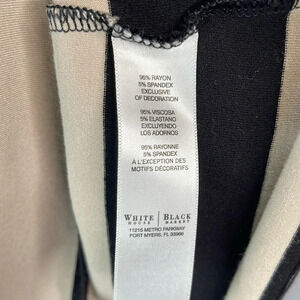 95% RAYON
5% SPANDEX
EXCLUSIVE
OF DECORATION
95% VISCOSA
5% ELASTANO
EXCLUYENDO
LOS ADORNOS
95% RAYONNE
5% SPANDEX
À L'EXCEPTION DES
MOTIFS DÉCORATIFS
WHITE | BLACK
HOUSE | MARKET
11215 METRO PARKWAY
FORT MYERS, FL 33966